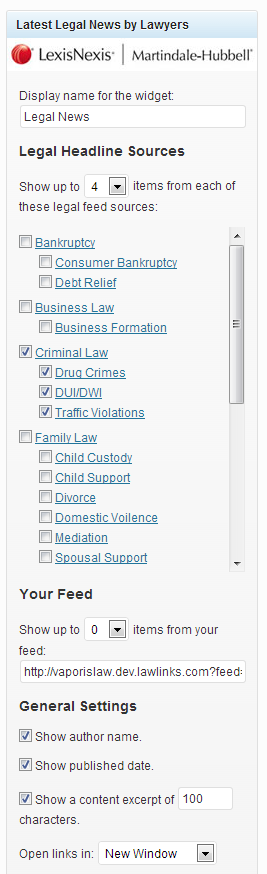 Latest Legal News by Lawyers
LexisNexis® | Martindale-Hubbell®
Display name for the widget:
Legal News
Legal Headline Sources
Show up to 4 items from each of
these legal feed sources:
Bankruptcy
Consumer Bankruptcy
Debt Relief
Business Law
Business Formation
Criminal Law
Drug Crimes
DUI/DWI
Traffic Violations
Family Law
Child Custody
Child Support
Divorce
Domestic Voilence
Mediation
Spousal Support
Your Feed
Show up to 0 items from your
feed:
http://vaporislaw.dev.lawlinks.com?feed=
General Settings
Show author name.
Show published date.
Show a content excerpt of 100
characters.
Open links in: New Window